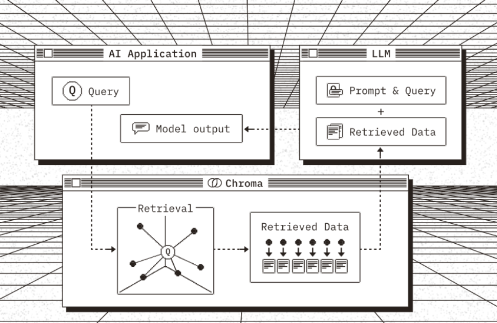 AI Application
Q Query
Model output
LLM
Prompt & Query
+
Retrieved Data
Chroma
Retrieval
Q
Retrieved Data